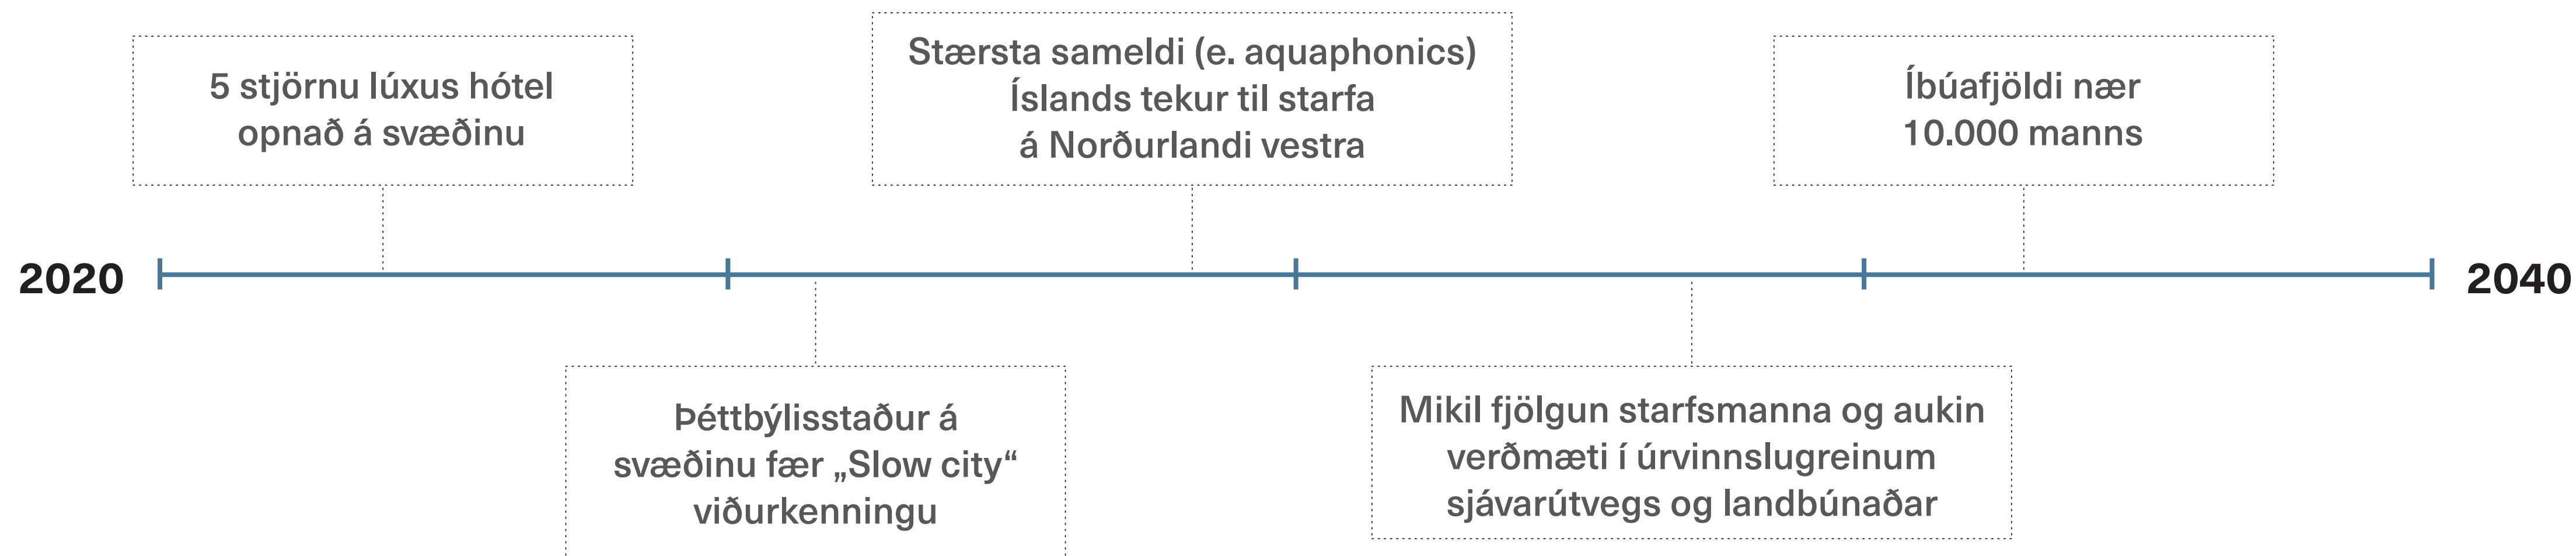 5 stjörnu lúxus hótel
opnað á svæðinu
Stærsta sameldi (e. aquaphonics)
Íslands tekur til starfa
á Norðurlandi vestra
Íbúafjöldi nær
10.000 manns
2020
2040
Þéttbýlisstaður á
svæðinu fær „Slow city“
viðurkenningu
Mikil fjölgun starfsmanna og aukin
verðmæti í úrvinnslugreinum
sjávarútvegs og landbúnaðar